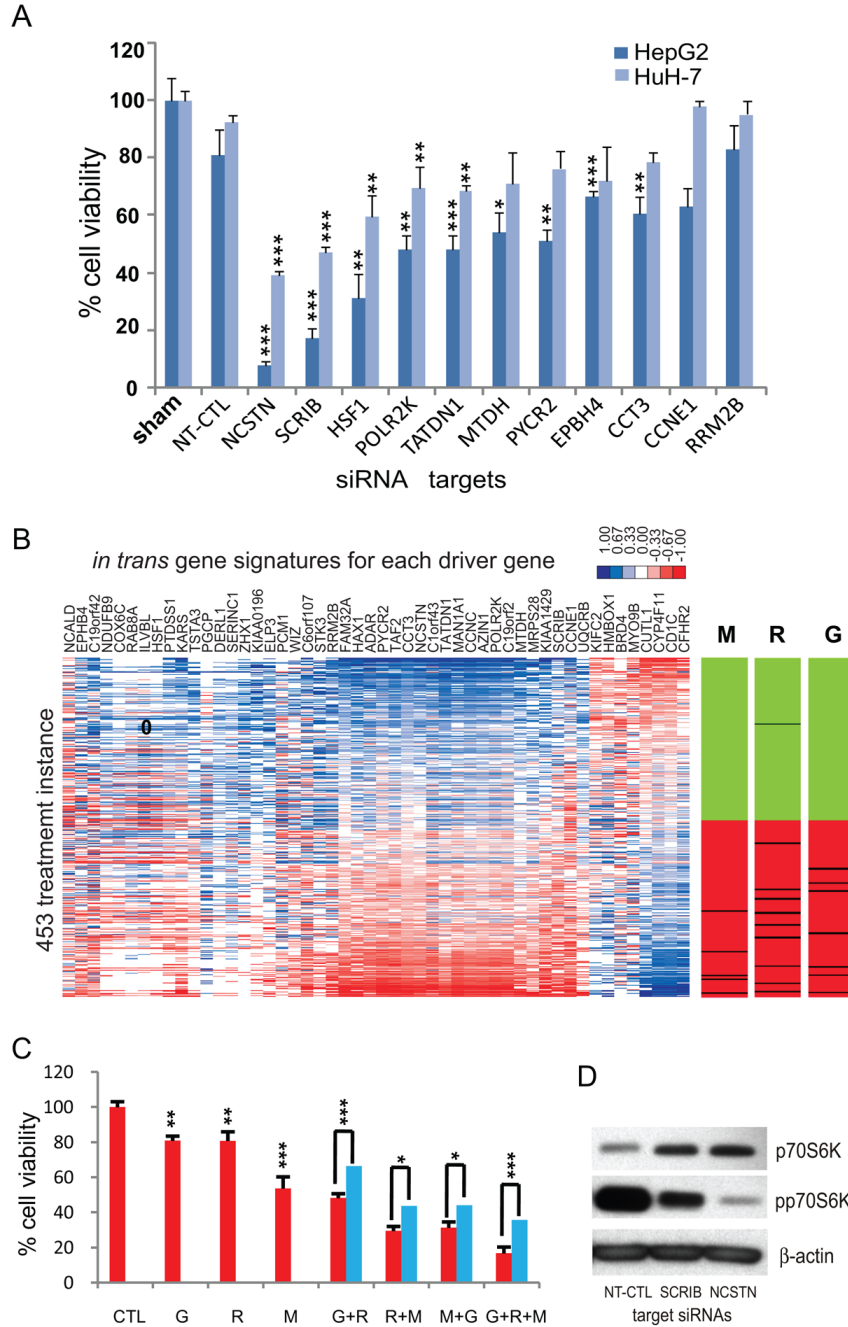 A
120
100
80
60
40
20
0
% cell viability
HepG2
HuH-7
*** *** *** *** ** ** ** ** *** ** * ** *** **
sham NT-CTL NCSTN SCRIB HSF1 POLR2K TATDN1 MTDH PYCR2 EPBH4 CCT3 CCNE1 RRM2B
siRNA targets
B
in trans gene signatures for each driver gene
1.00 0.67 0.33 0.00 -0.33 -0.67 -1.00
NCALD EPHB4 C19orf42 NDUFB9 COX6C RAB8A ILVBL HSF1 PTDSS1 KARS TSTA3 PGCP DERL1 SERINC1 ZHX1 KIAA0196 ELP3 ICM1 WIZ C6orf107 STK3 RRM2B FAM32A HAX1 ADAR PYCR2 TAF2 CCT3 NCSTN C1orf43 TATDN1 MAN1A1 CCNC AZIN1 POLR2K C19orf2 MTDH MRPS28 KIAA1429 SCRIB CCNE1 UQCRB KIFC2 HMBOX1 BRD4 MYO9B CUTL1 CYP4F11 CD1C CFHR2
M R G
0
453 treatmemt instance
C
120
100
80
60
40
20
0
% cell viability
** ** *** *** * * ***
CTL G R M G+R R+M M+G G+R+M
D
p70S6K
pp70S6K
β-actin
NT-CTL SCRIB NCSTN
target siRNAs